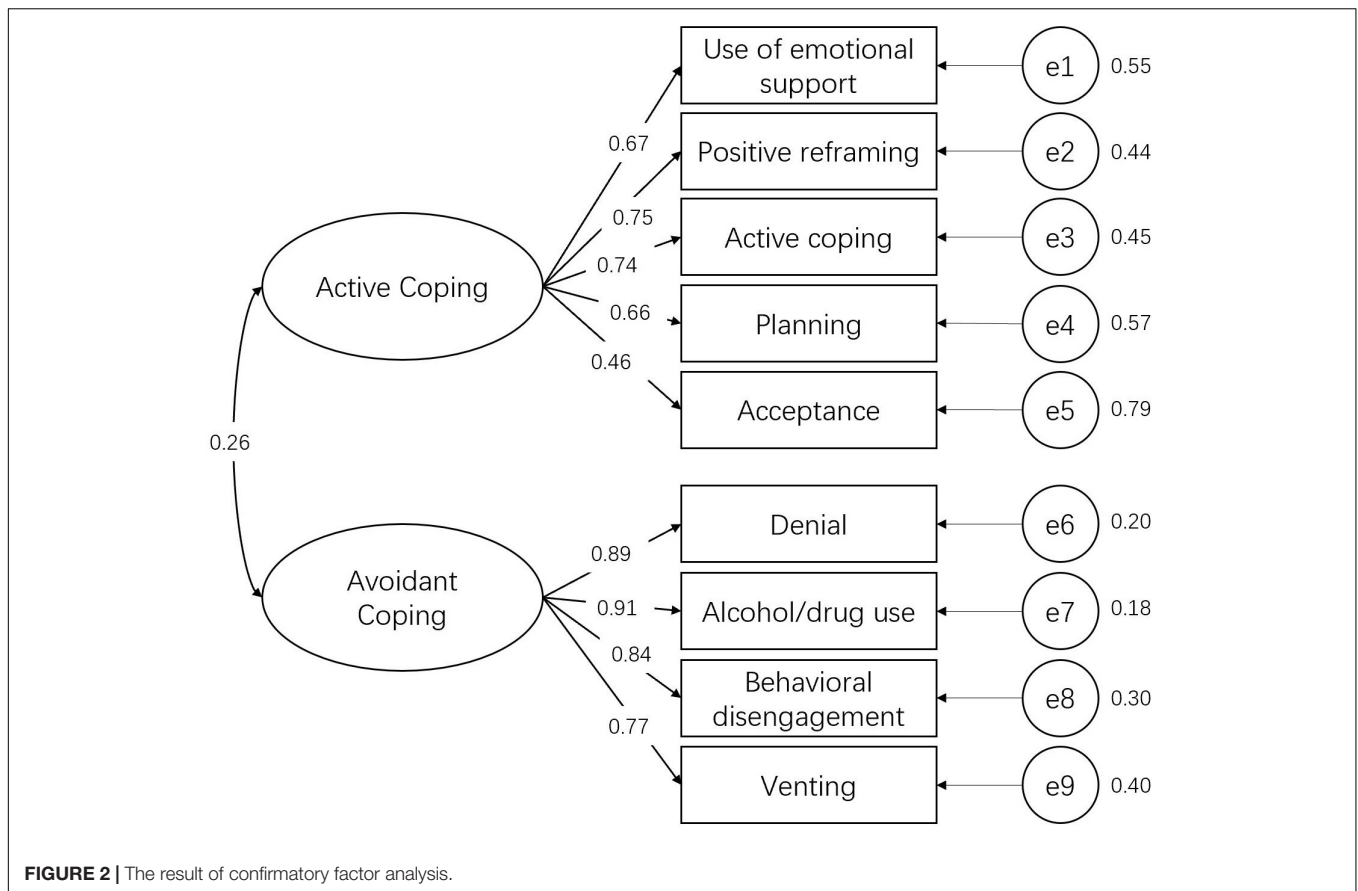 Use of emotional
support
e1
0.55
0.67
Positive reframing
e2
0.44
0.75
Active coping
e3
0.45
0.74
Active Coping
Planning
e4
0.57
0.66
Acceptance
e5
0.79
0.46
0.26
Denial
e6
0.20
0.89
Avoidant
Coping
Alcohol/drug use
e7
0.18
0.91
Behavioral
disengagement
e8
0.30
0.84
Venting
e9
0.40
0.77
FIGURE 2 | The result of confirmatory factor analysis.